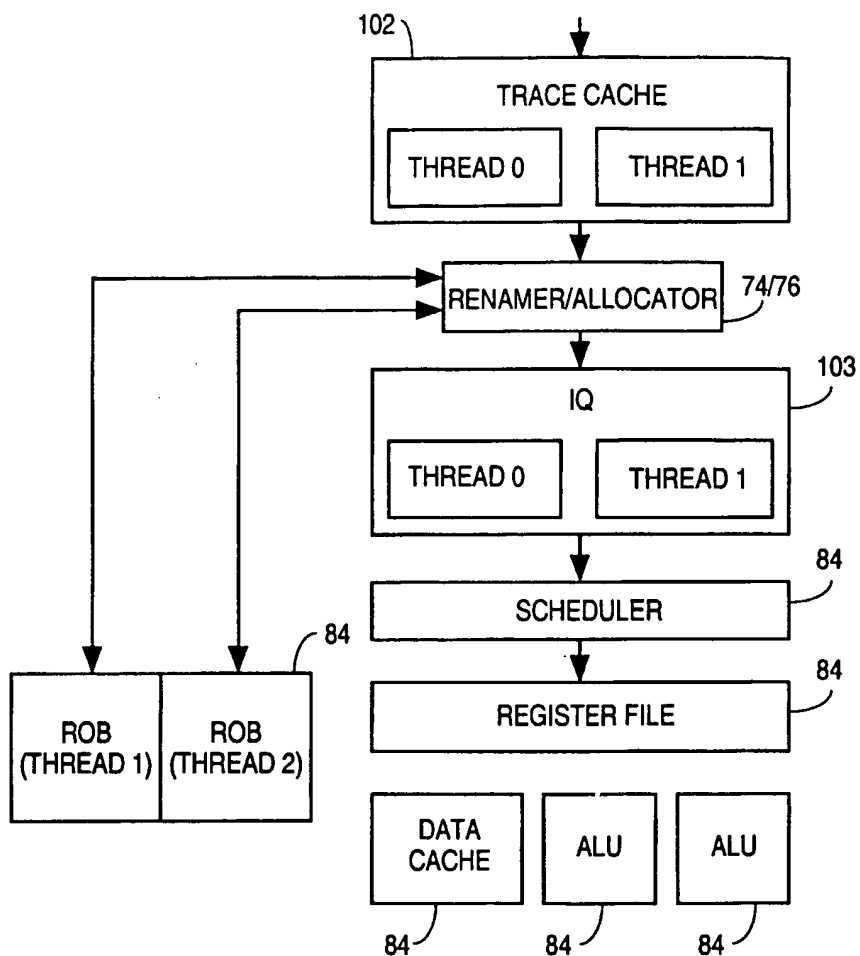 102
TRACE CACHE
THREAD 0
THREAD 1
RENAMER/ALLOCATOR
74/76
103
IQ
THREAD 0
THREAD 1
84
SCHEDULER
84
84
REGISTER FILE
ROB
(THREAD 1)
ROB
(THREAD 2)
DATA
CACHE
ALU
ALU
84
84
84